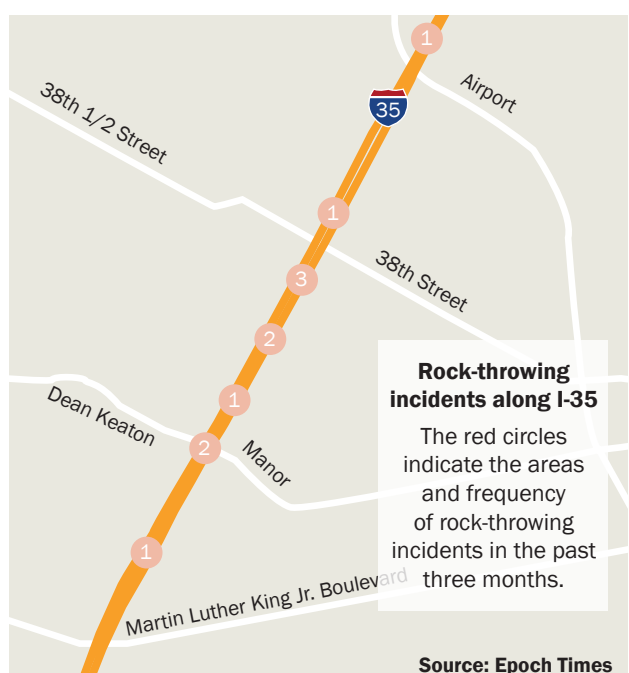 1
Airport
35
38th 1/2 Street
1
38th Street
3
2
1
Dean Keaton
2
Manor
1
Martin Luther King Jr. Boulevard
Rock-throwing
incidents along I-35
The red circles
indicate the areas
and frequency
of rock-throwing
incidents in the past
three months.
Source: Epoch Times